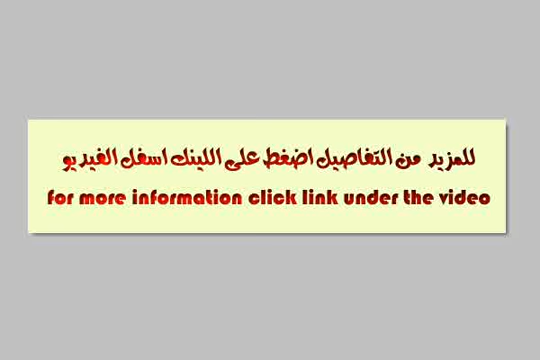 للمزيد من التفاصيل اضغط على اللينك اسفل الفيديو
for more information click link under the video